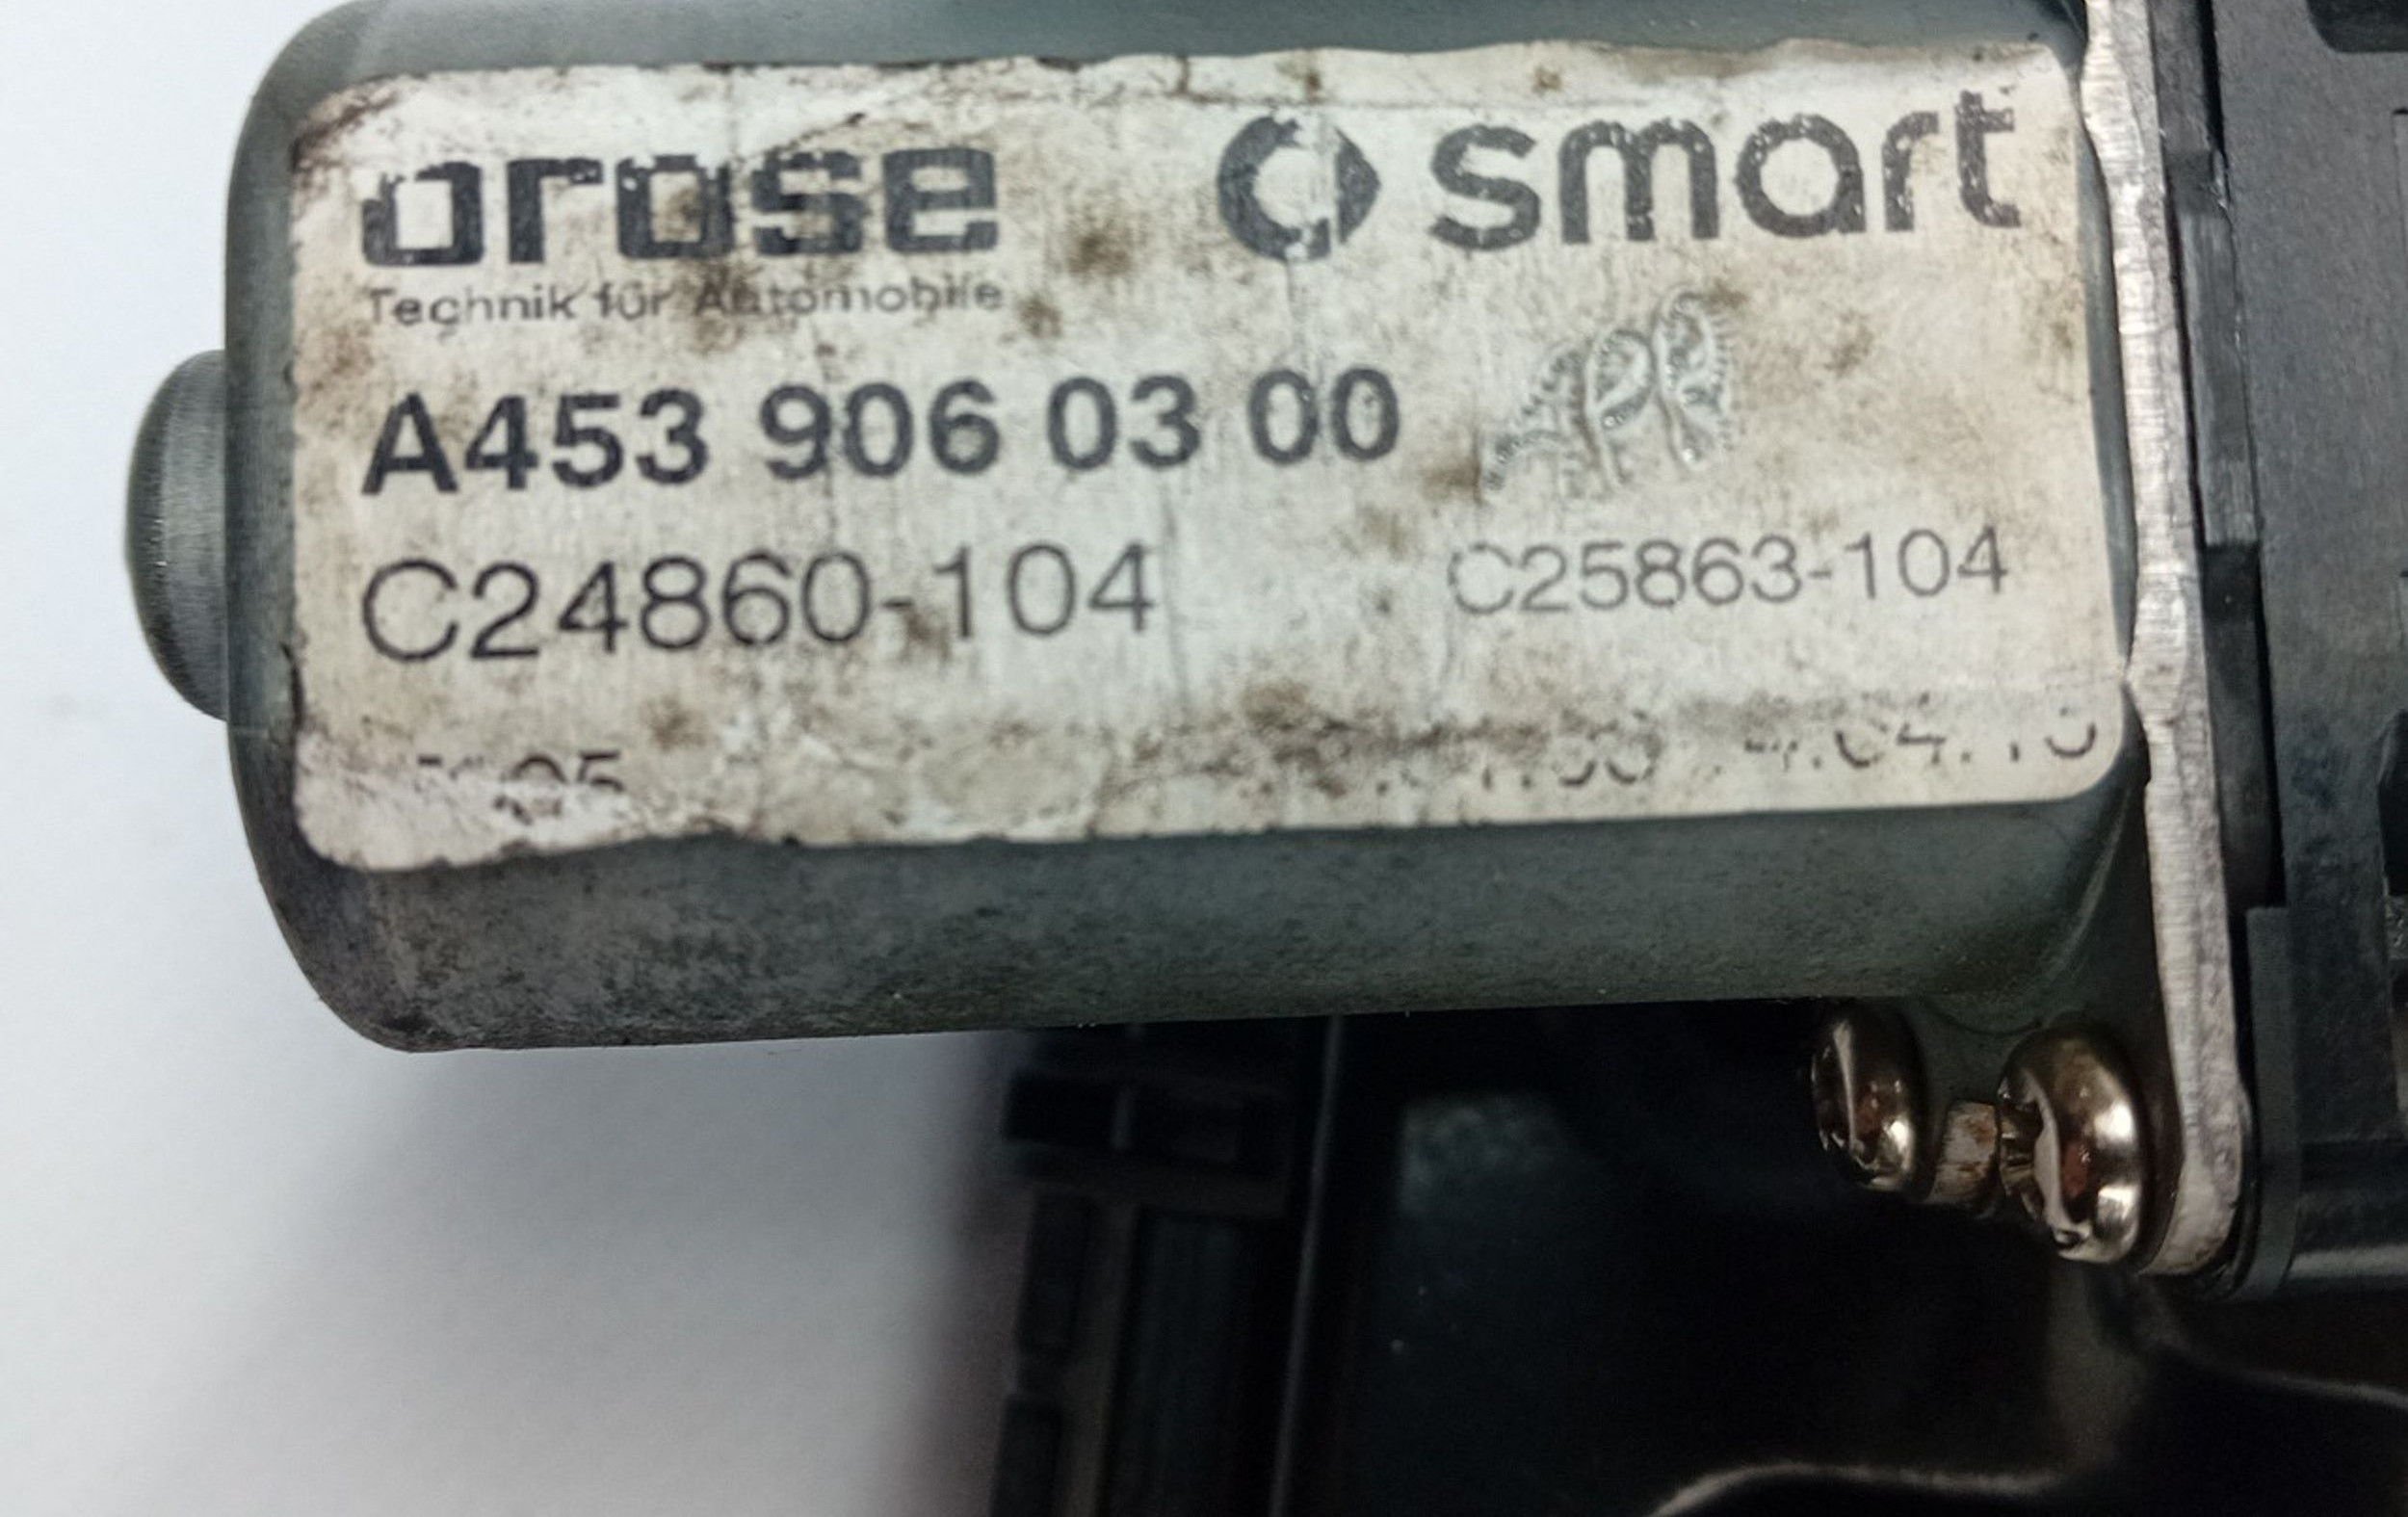 brose smart
Technik für Automobile
A453 906 03 00
C24860-104 C25863-104